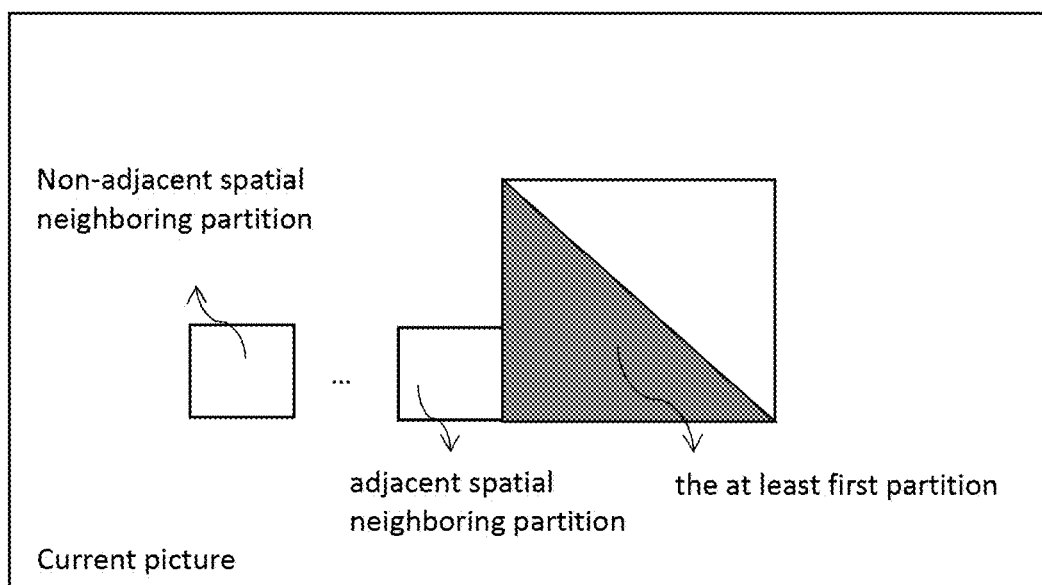 Non-adjacent spatial
neighboring partition
...
adjacent spatial
neighboring partition
the at least first partition
Current picture